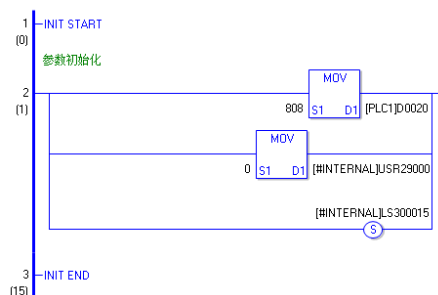 1 INIT START
(0)
参数初始化
2 MOV
(1) 808 S1 D1 [PLC1]D0020
MOV
0 S1 D1 [#INTERNAL]USR29000
[#INTERNAL]LS300015
S
3 INIT END
(15)